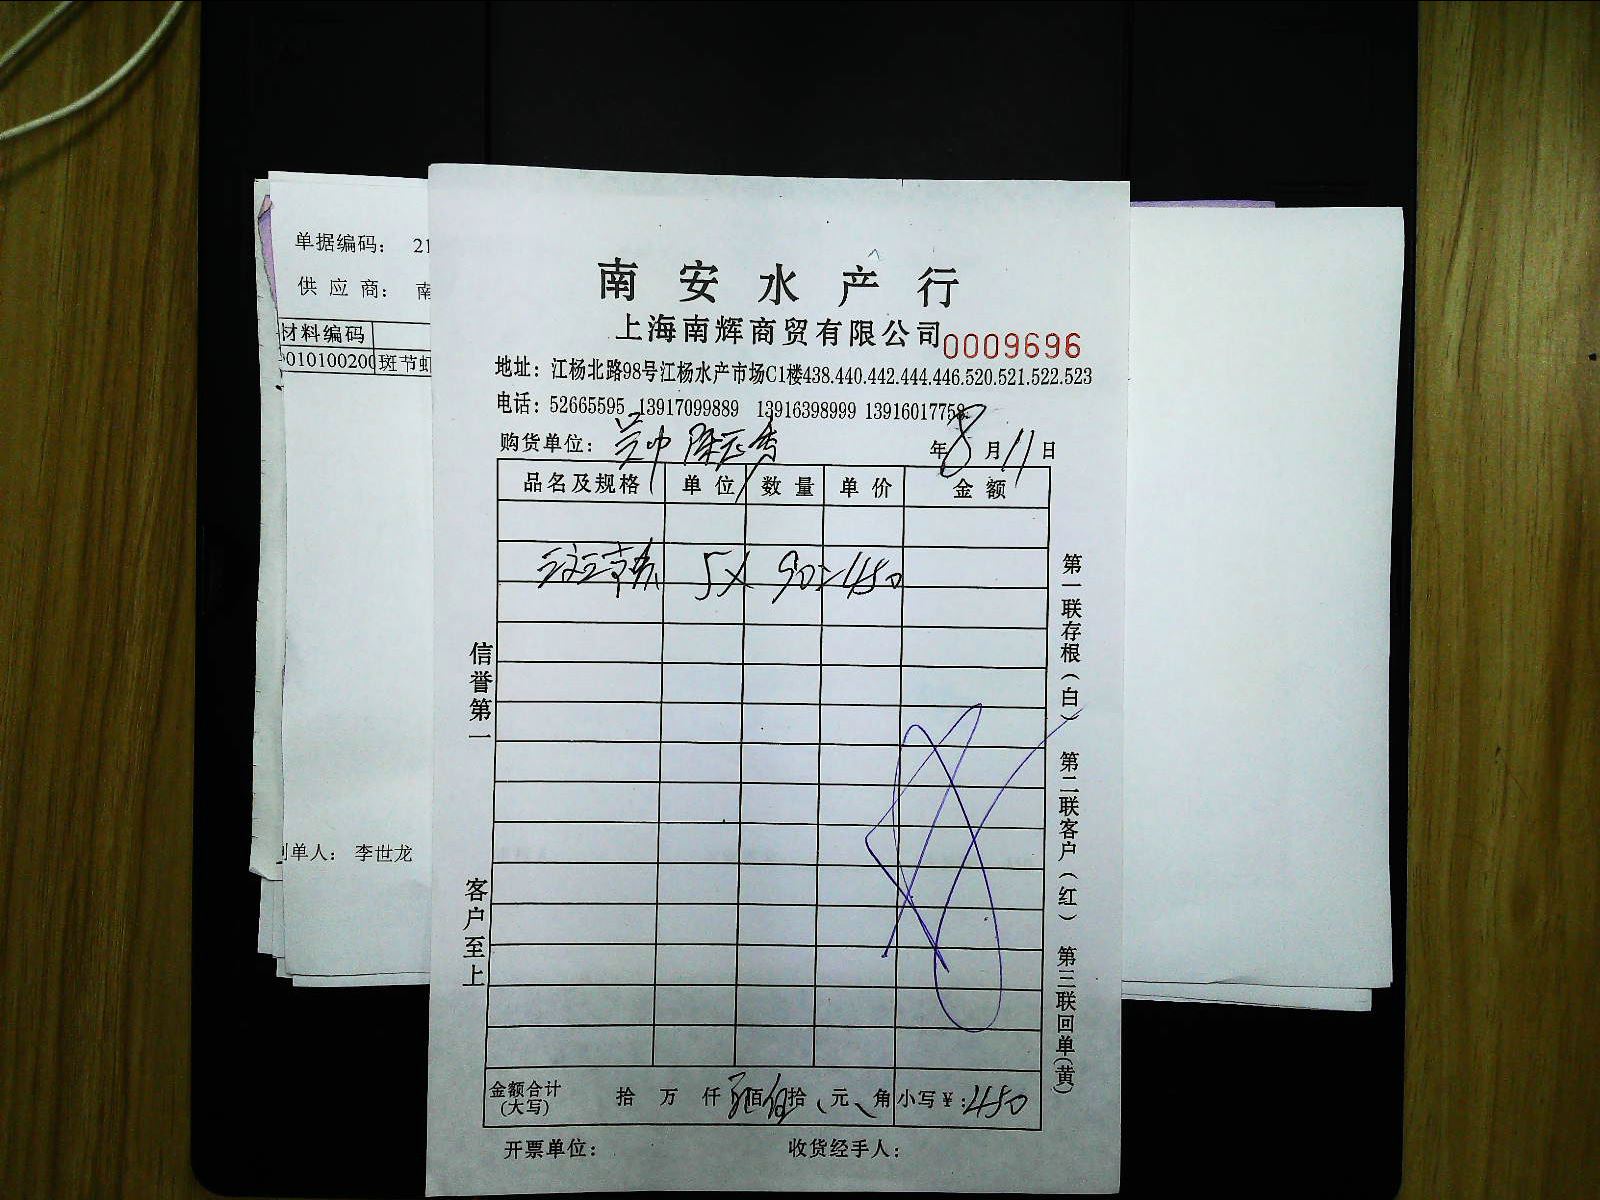 单据编码： 21
供 应 商： 南
材料编码
010100200 斑节虾
制单人： 李世龙
南安水产行
上海南辉商贸有限公司 0009696
地址：江杨北路98号江杨水产市场C1楼438.440.442.444.446.520.521.522.523
电话：52665595 13917099889 13916398999 13916017758
购货单位： 年8月11日
品名及规格 单位 数量 单价 金额
5× 90=450
信誉第一
客户至上
第一联存根（白） 第二联客户（红） 第三联回单（黄）
金额合计（大写） 拾 万 仟 肆佰伍拾 元 角 小写￥：450
开票单位： 收货经手人：